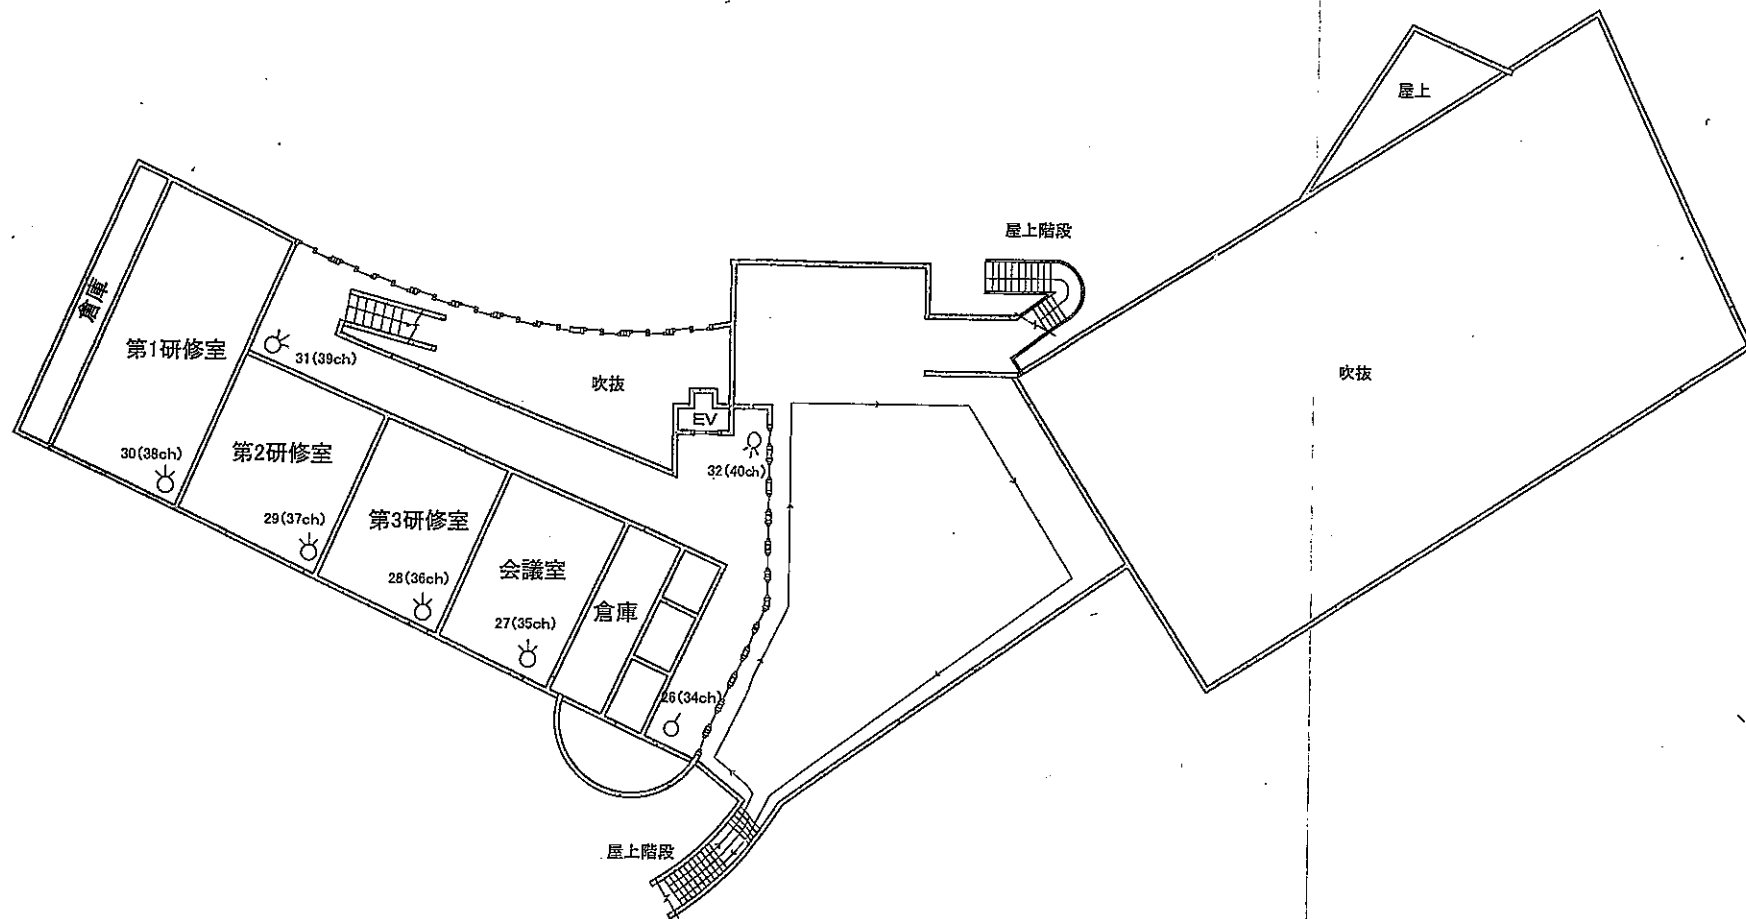 屋上
屋上階段
倉庫
第1研修室
31(39ch)
吹抜
吹抜
EV
30(38ch)
第2研修室
32(40ch)
29(37ch)
第3研修室
28(36ch)
会議室
27(35ch)
倉庫
26(34ch)
屋上階段